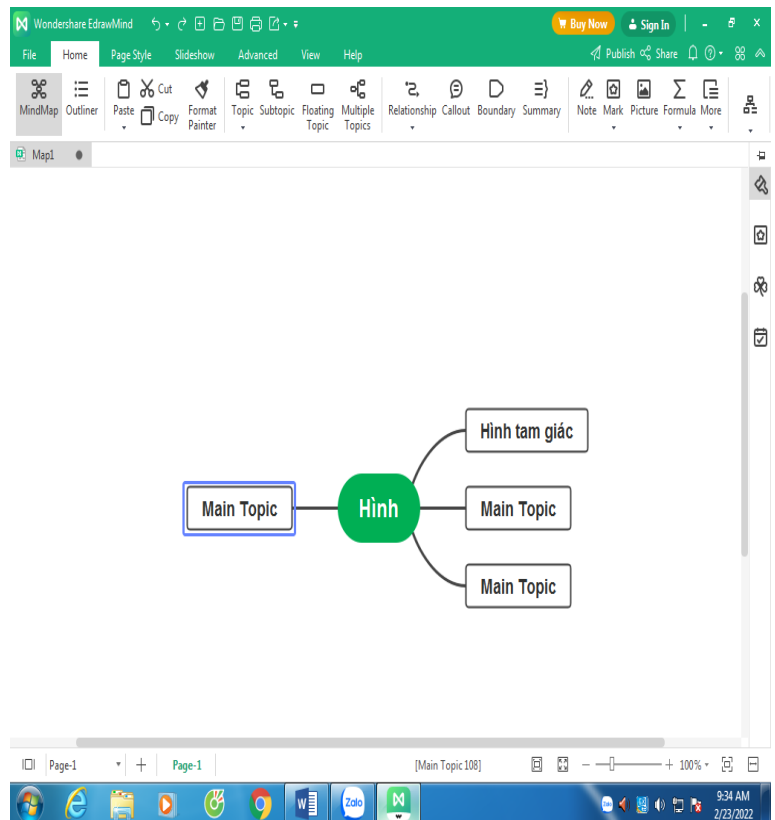 Wondershare EdrawMind
Buy Now
Sign In
File Home Page Style Slideshow Advanced View Help
Publish Share
MindMap Outliner Paste Cut Copy Format Painter Topic Subtopic Floating Topic Multiple Topics Relationship Callout Boundary Summary Note Mark Picture Formula More
Map1
Hình tam giác
Main Topic Hình Main Topic
Main Topic
Page-1 Page-1 [Main Topic 108] 100%
Zalo
9:34 AM
2/23/2022